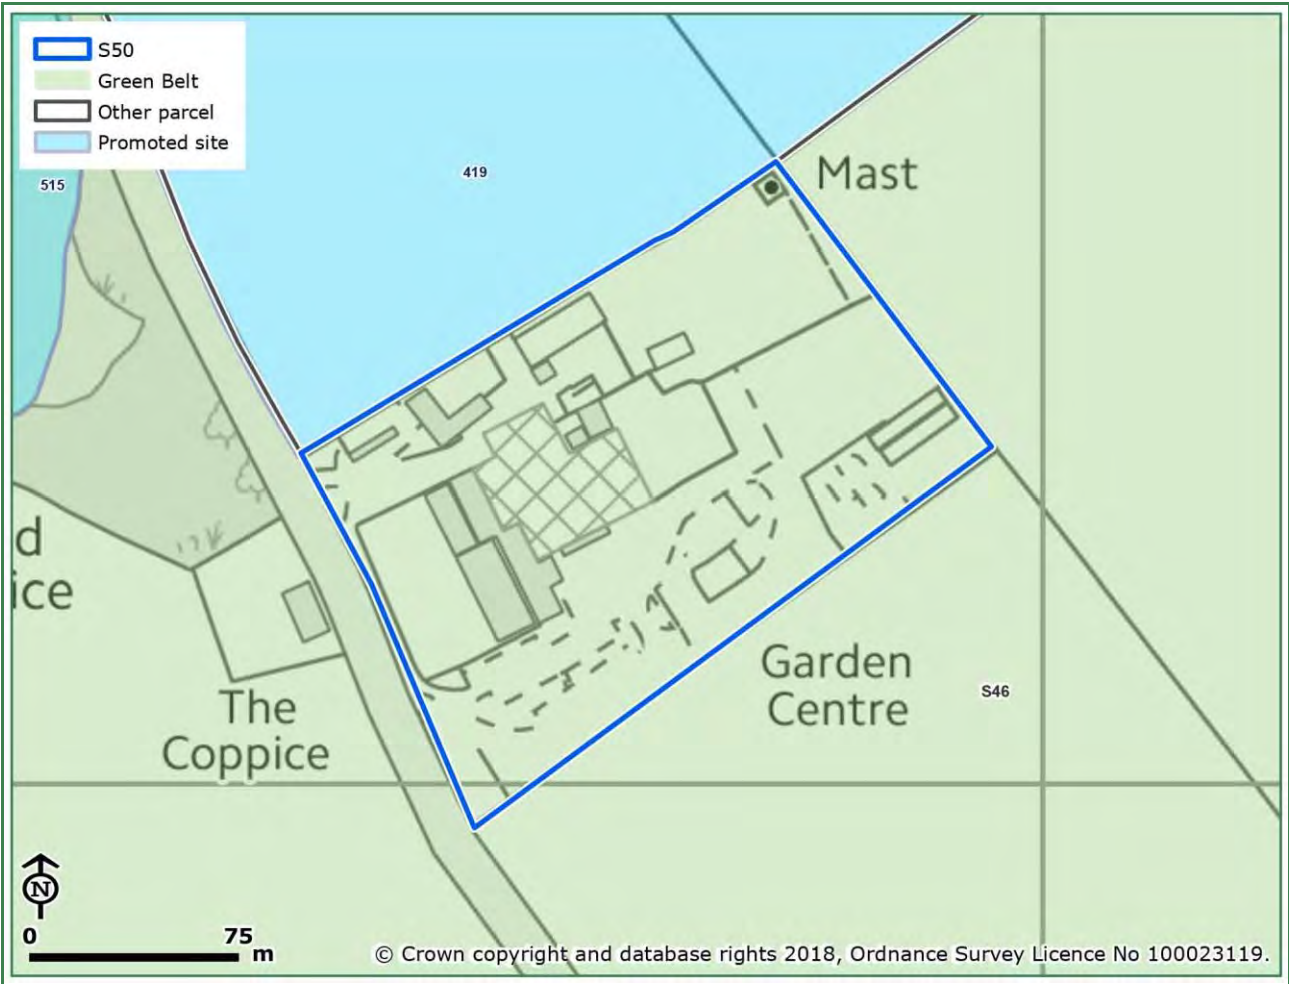 S50
Green Belt
Other parcel
Promoted site
515
419
Mast
d
ice
The
Coppice
Garden
Centre
S46
N
0 75 m
© Crown copyright and database rights 2018, Ordnance Survey Licence No 100023119.